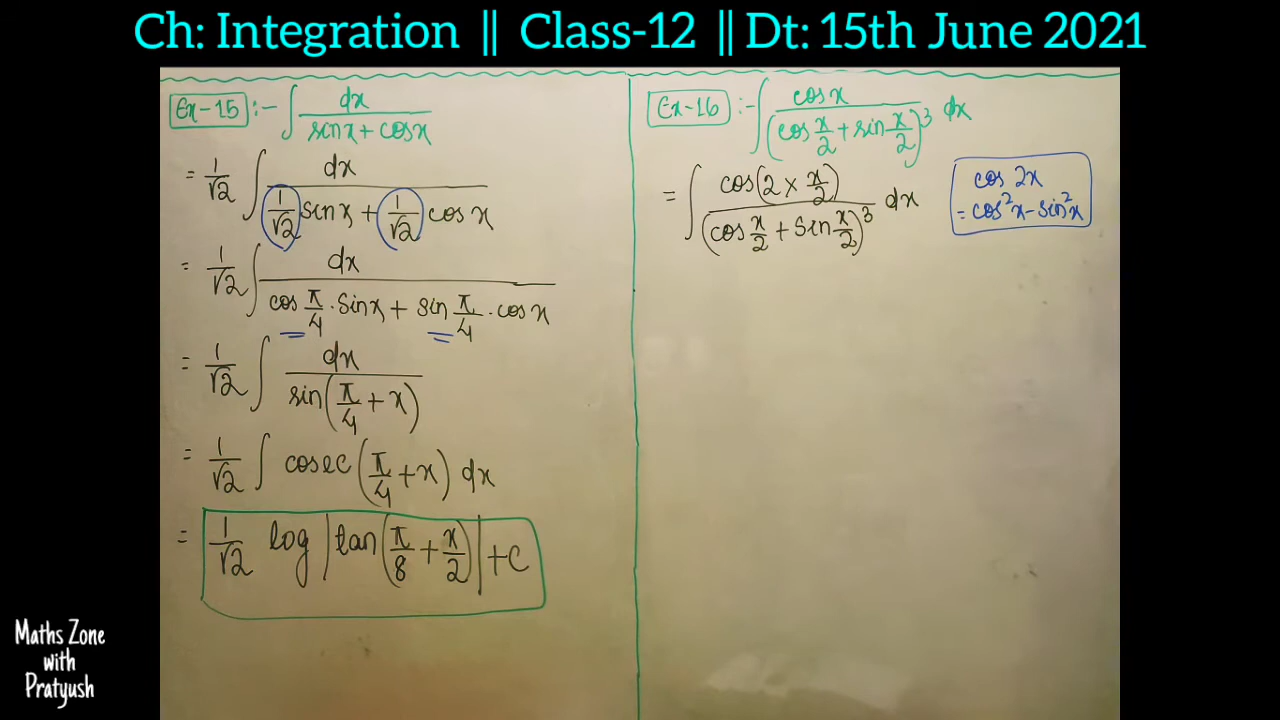 Ch: Integration || Class-12 || Dt: 15th June 2021
Ex-15 :- ∫ dx / (sin x + cos x)
= 1/√2 ∫ dx / (1/√2 sin x + 1/√2 cos x)
= 1/√2 ∫ dx / (cos π/4 · sin x + sin π/4 · cos x)
= 1/√2 ∫ dx / sin(π/4 + x)
= 1/√2 ∫ cosec (π/4 + x) dx
= 1/√2 log |tan(π/8 + x/2)| + c
Ex-16 :- ∫ cos x / (cos x/2 + sin x/2)³ dx
= ∫ cos(2 × x/2) / (cos x/2 + sin x/2)³ dx
cos 2x
= cos²x - sin²x
Maths Zone
with
Pratyush